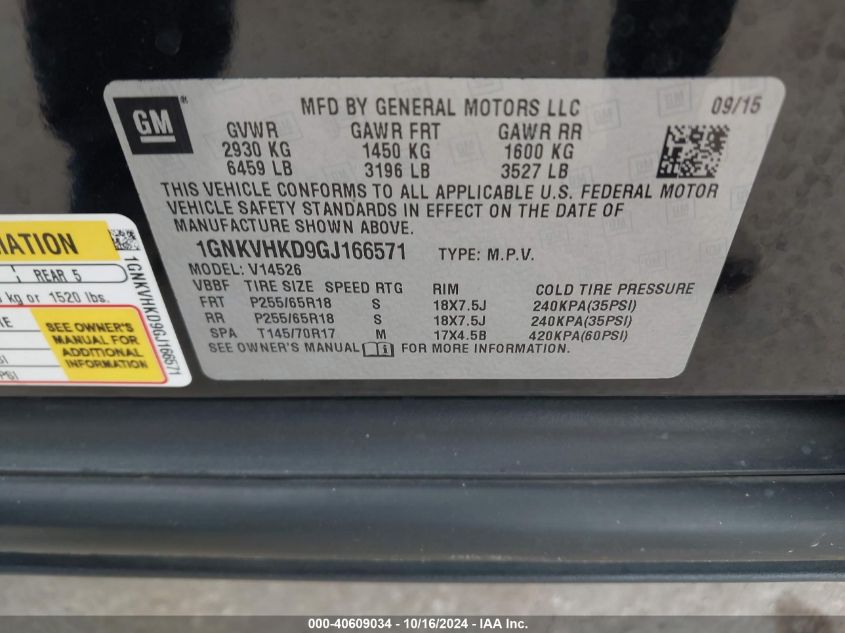 GM®
MFD BY GENERAL MOTORS LLC 09/15
GVWR GAWR FRT GAWR RR
2930 KG 1450 KG 1600 KG
6459 LB 3196 LB 3527 LB
THIS VEHICLE CONFORMS TO ALL APPLICABLE U.S. FEDERAL MOTOR
VEHICLE SAFETY STANDARDS IN EFFECT ON THE DATE OF
MANUFACTURE SHOWN ABOVE.
1GNKVHKD9GJ166571 TYPE: M.P.V.
MODEL: V14526
VBBF TIRE SIZE SPEED RTG RIM COLD TIRE PRESSURE
FRT P255/65R18 S 18X7.5J 240KPA(35PSI)
RR P255/65R18 S 18X7.5J 240KPA(35PSI)
SPA T145/70R17 M 17X4.5B 420KPA(60PSI)
SEE OWNER'S MANUAL FOR MORE INFORMATION.
REAR 5
kg or 1520 lbs.
SEE OWNER'S
MANUAL FOR
ADDITIONAL
INFORMATION
1GNKVHKD9GJ166571
000-40609034 - 10/16/2024 - IAA Inc.